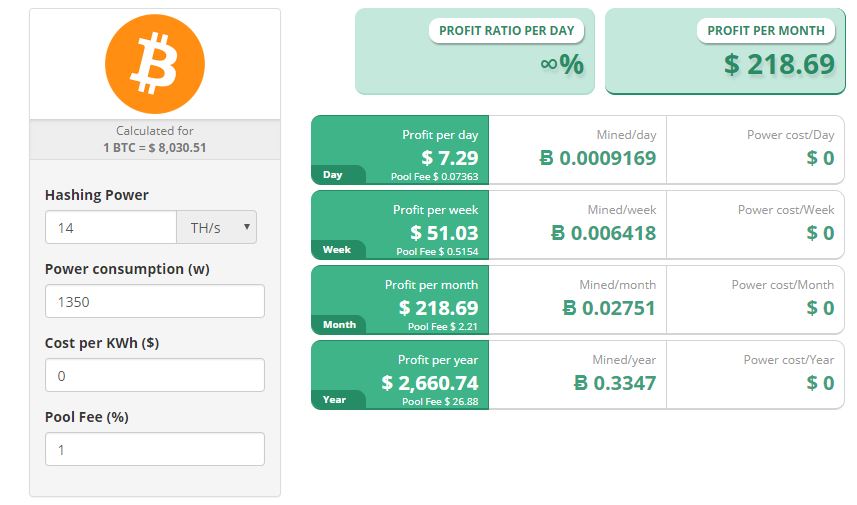 Calculated for
1 BTC = $ 8,030.51
Hashing Power
14 TH/s
Power consumption (w)
1350
Cost per KWh ($)
0
Pool Fee (%)
1
PROFIT RATIO PER DAY
∞%
PROFIT PER MONTH
$ 218.69
Profit per day
$ 7.29
Day
Pool Fee $ 0.07363
Mined/day
Ƀ 0.0009169
Power cost/Day
$ 0
Profit per week
$ 51.03
Week
Pool Fee $ 0.5154
Mined/week
Ƀ 0.006418
Power cost/Week
$ 0
Profit per month
$ 218.69
Month
Pool Fee $ 2.21
Mined/month
Ƀ 0.02751
Power cost/Month
$ 0
Profit per year
$ 2,660.74
Year
Pool Fee $ 26.88
Mined/year
Ƀ 0.3347
Power cost/Year
$ 0